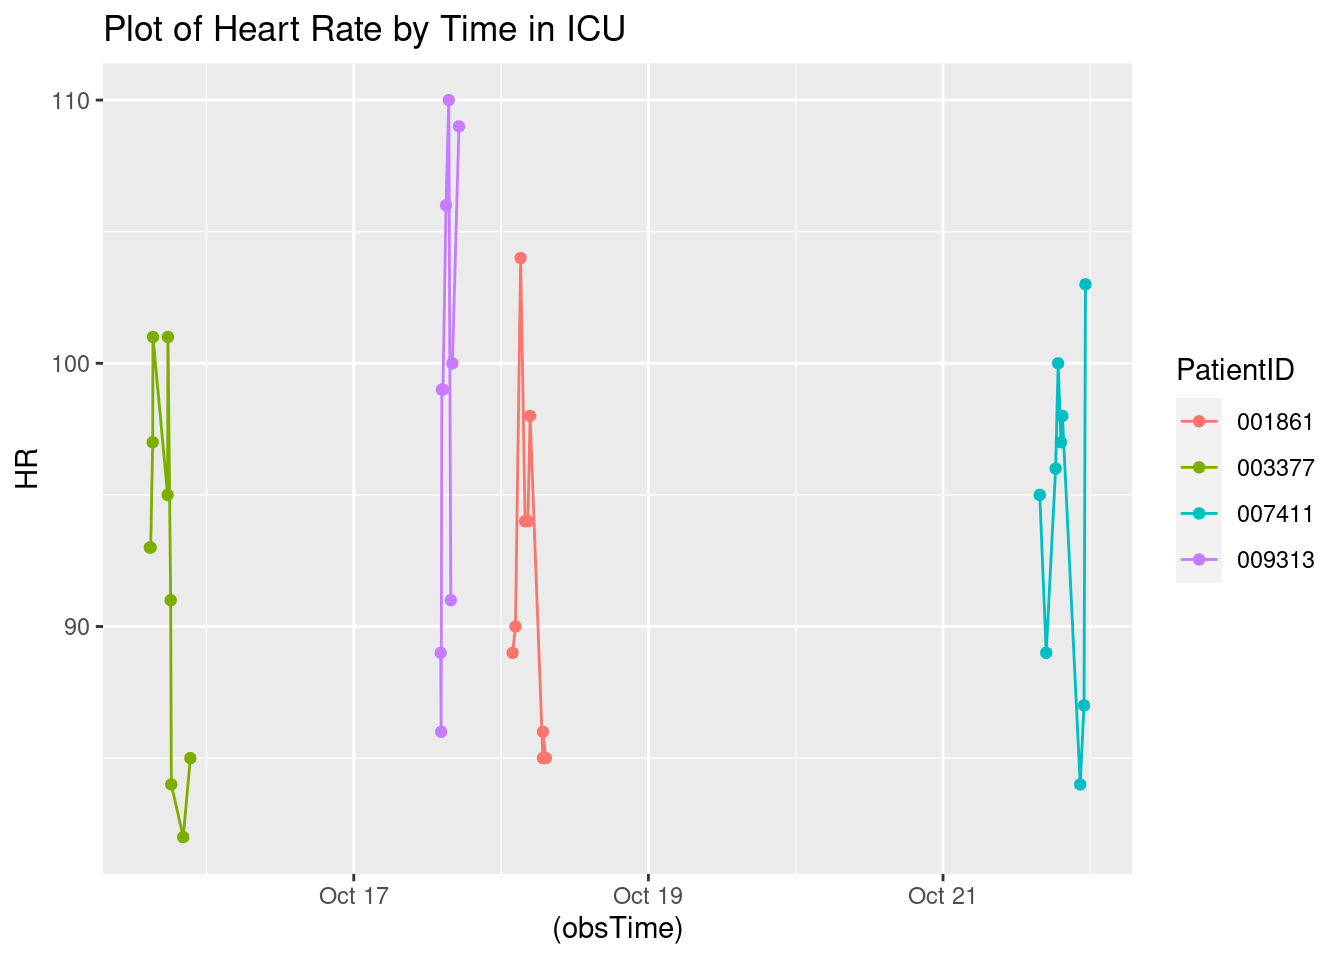 Plot of Heart Rate by Time in ICU
110
100
90
HR
Oct 17
Oct 19
Oct 21
(obsTime)
PatientID
001861
003377
007411
009313